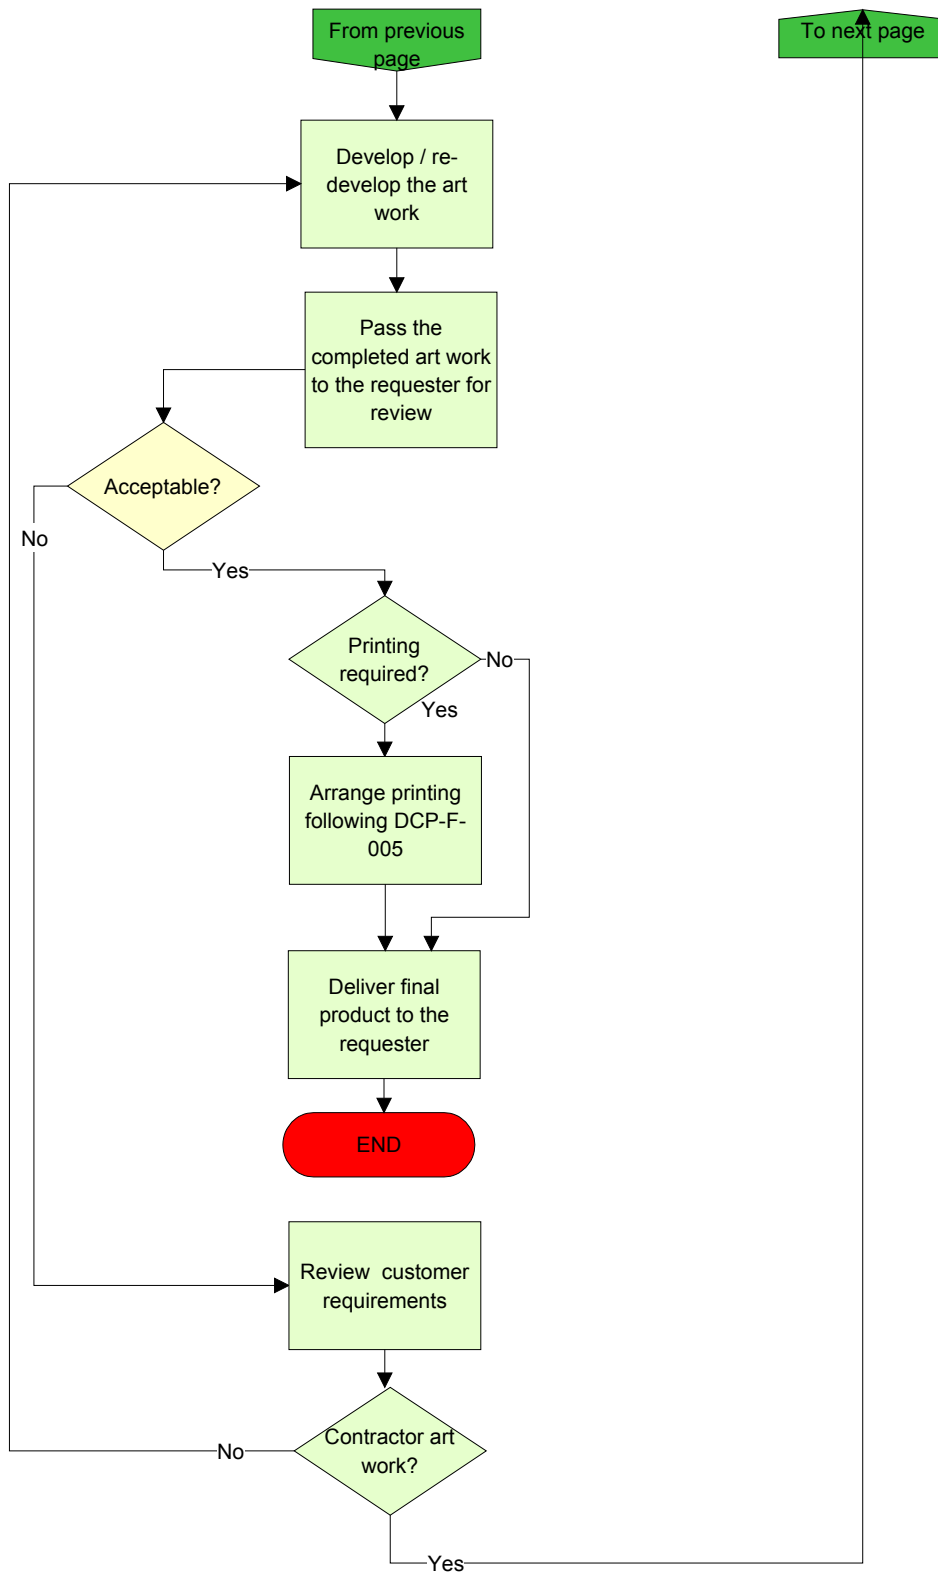 From previous
page
To next page
Develop / re-
develop the art
work
Pass the
completed art work
to the requester for
review
Acceptable?
No
Yes
Printing
required?
No
Yes
Arrange printing
following DCP-F-
005
Deliver final
product to the
requester
END
Review  customer
requirements
Contractor art
work?
No
Yes